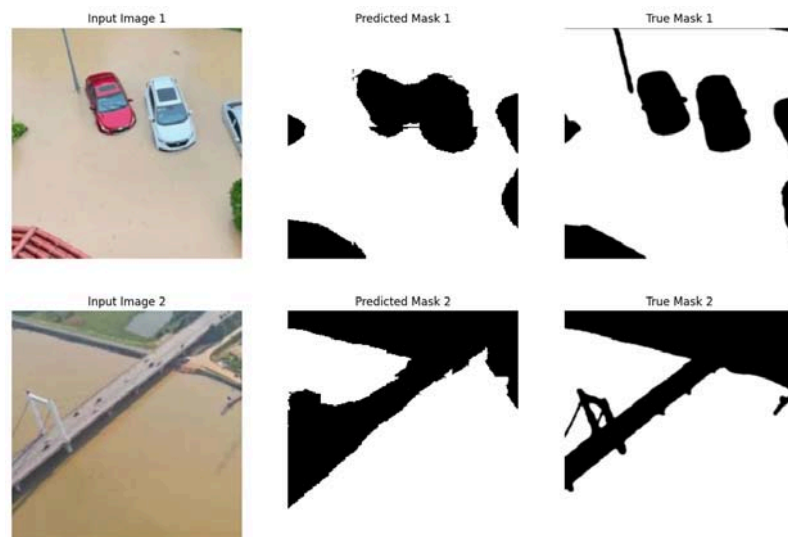 Input Image 1
Predicted Mask 1
True Mask 1
Input Image 2
Predicted Mask 2
True Mask 2